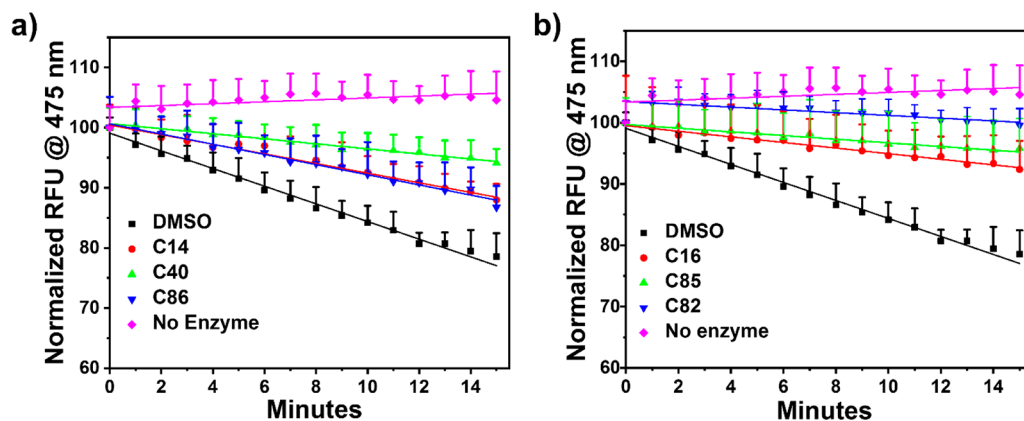 a)
Normalized RFU @ 475 nm
110
100
90
80
70
60
DMSO
C14
C40
C86
No Enzyme
0 2 4 6 8 10 12 14
Minutes
b)
Normalized RFU @ 475 nm
110
100
90
80
70
60
DMSO
C16
C85
C82
No enzyme
0 2 4 6 8 10 12 14
Minutes